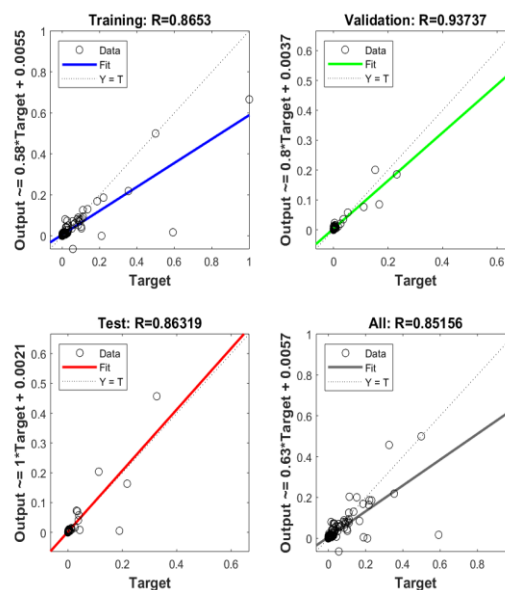 Training: R=0.8653
Output ~= 0.58*Target + 0.0055
1
0.8
0.6
0.4
0.2
0
Data
Fit
Y = T
0 0.2 0.4 0.6 0.8 1
Target
Validation: R=0.93737
Output ~= 0.8*Target + 0.0037
0.6
0.5
0.4
0.3
0.2
0.1
0
Data
Fit
Y = T
0 0.2 0.4 0.6
Target
Test: R=0.86319
Output ~= 1*Target + 0.0021
0.6
0.5
0.4
0.3
0.2
0.1
0
Data
Fit
Y = T
0 0.2 0.4 0.6
Target
All: R=0.85156
Output ~= 0.63*Target + 0.0057
0.8
0.6
0.4
0.2
0
Data
Fit
Y = T
0 0.2 0.4 0.6 0.8
Target